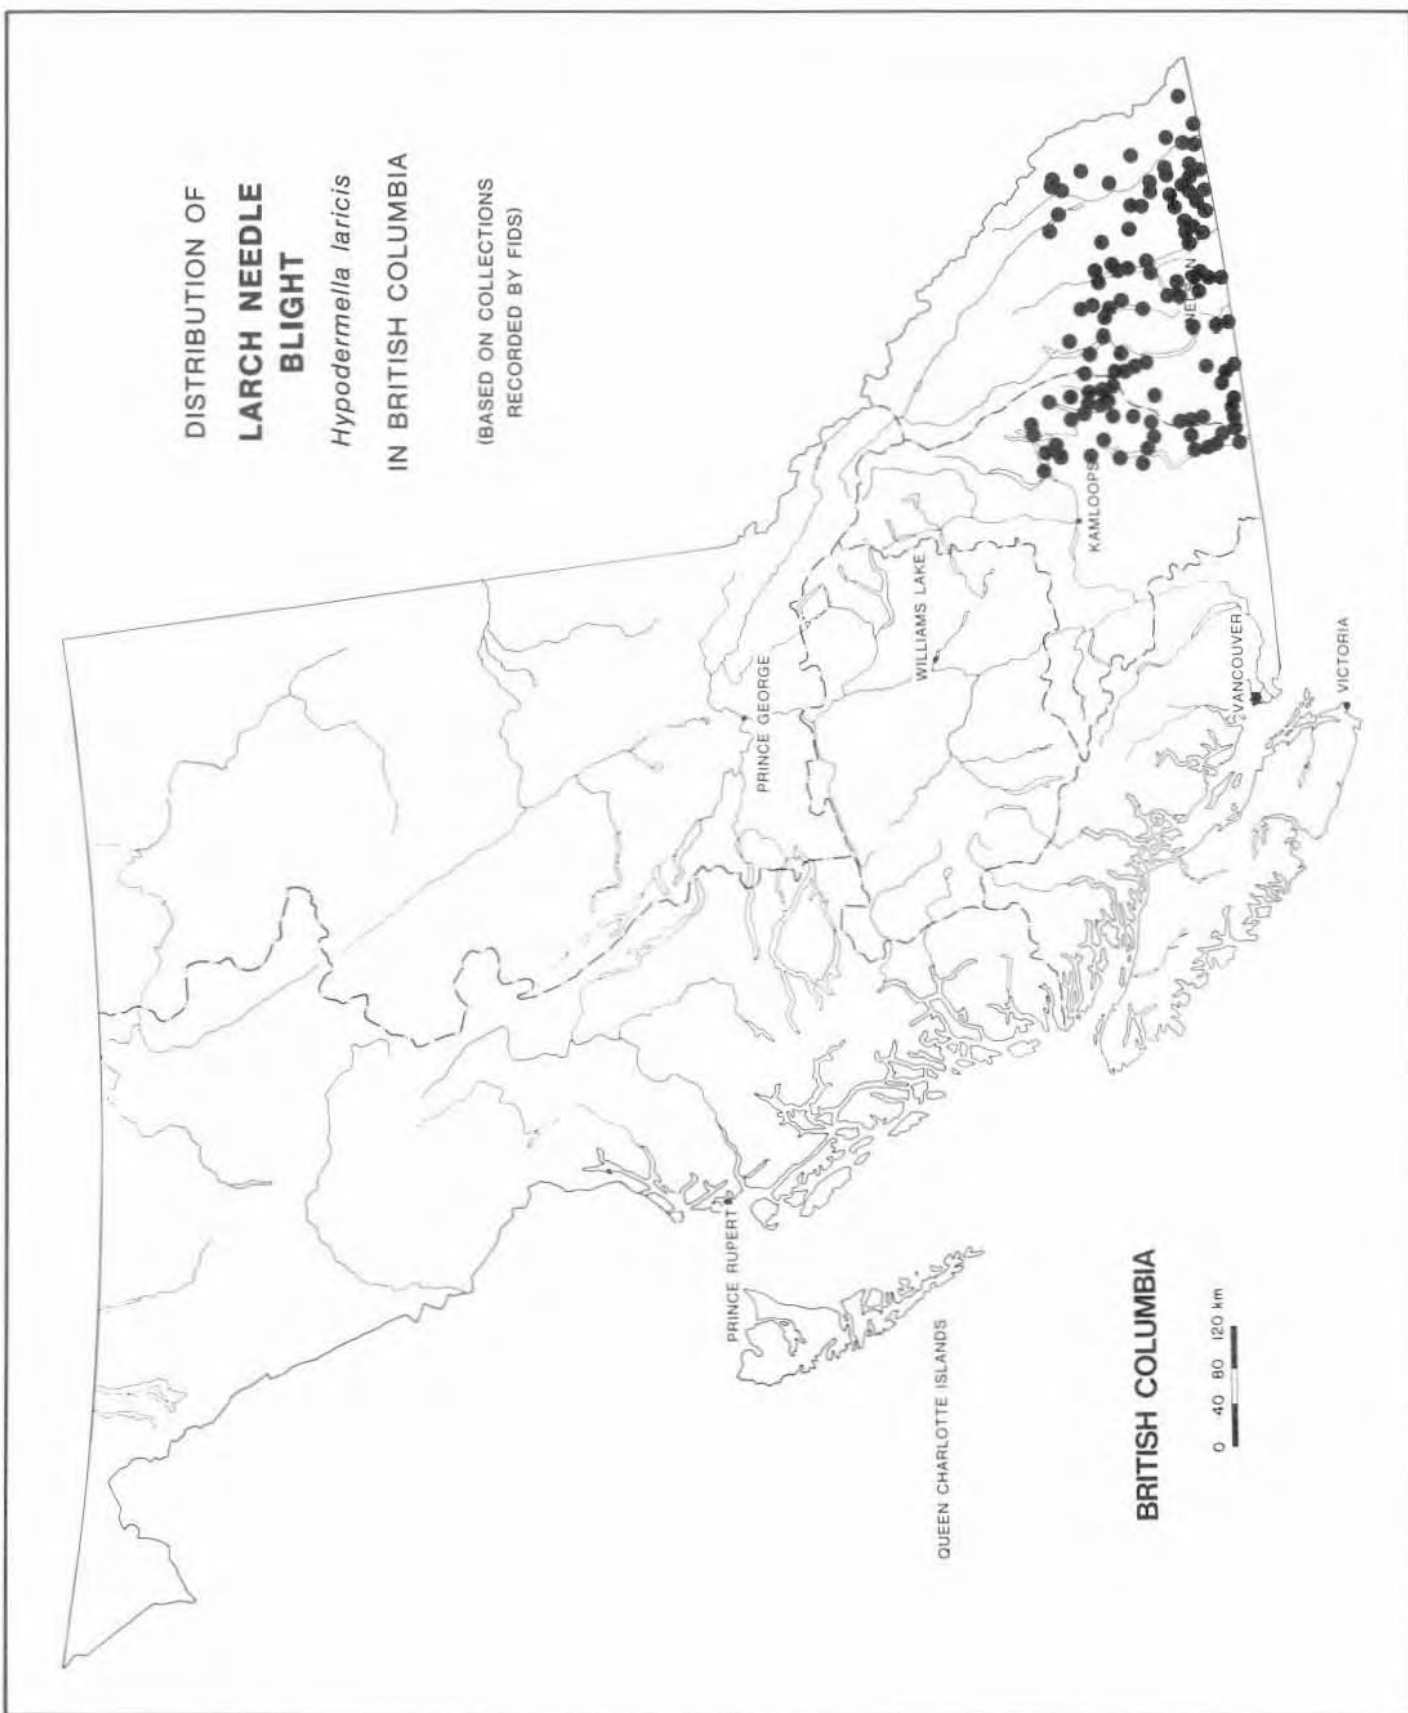 DISTRIBUTION OF
LARCH NEEDLE
BLIGHT
Hypodermella laricis
IN BRITISH COLUMBIA
(BASED ON COLLECTIONS
RECORDED BY FIDS)
PRINCE RUPERT
PRINCE GEORGE
WILLIAMS LAKE
KAMLOOPS
VANCOUVER
VICTORIA
QUEEN CHARLOTTE ISLANDS
BRITISH COLUMBIA
0 40 80 120 km